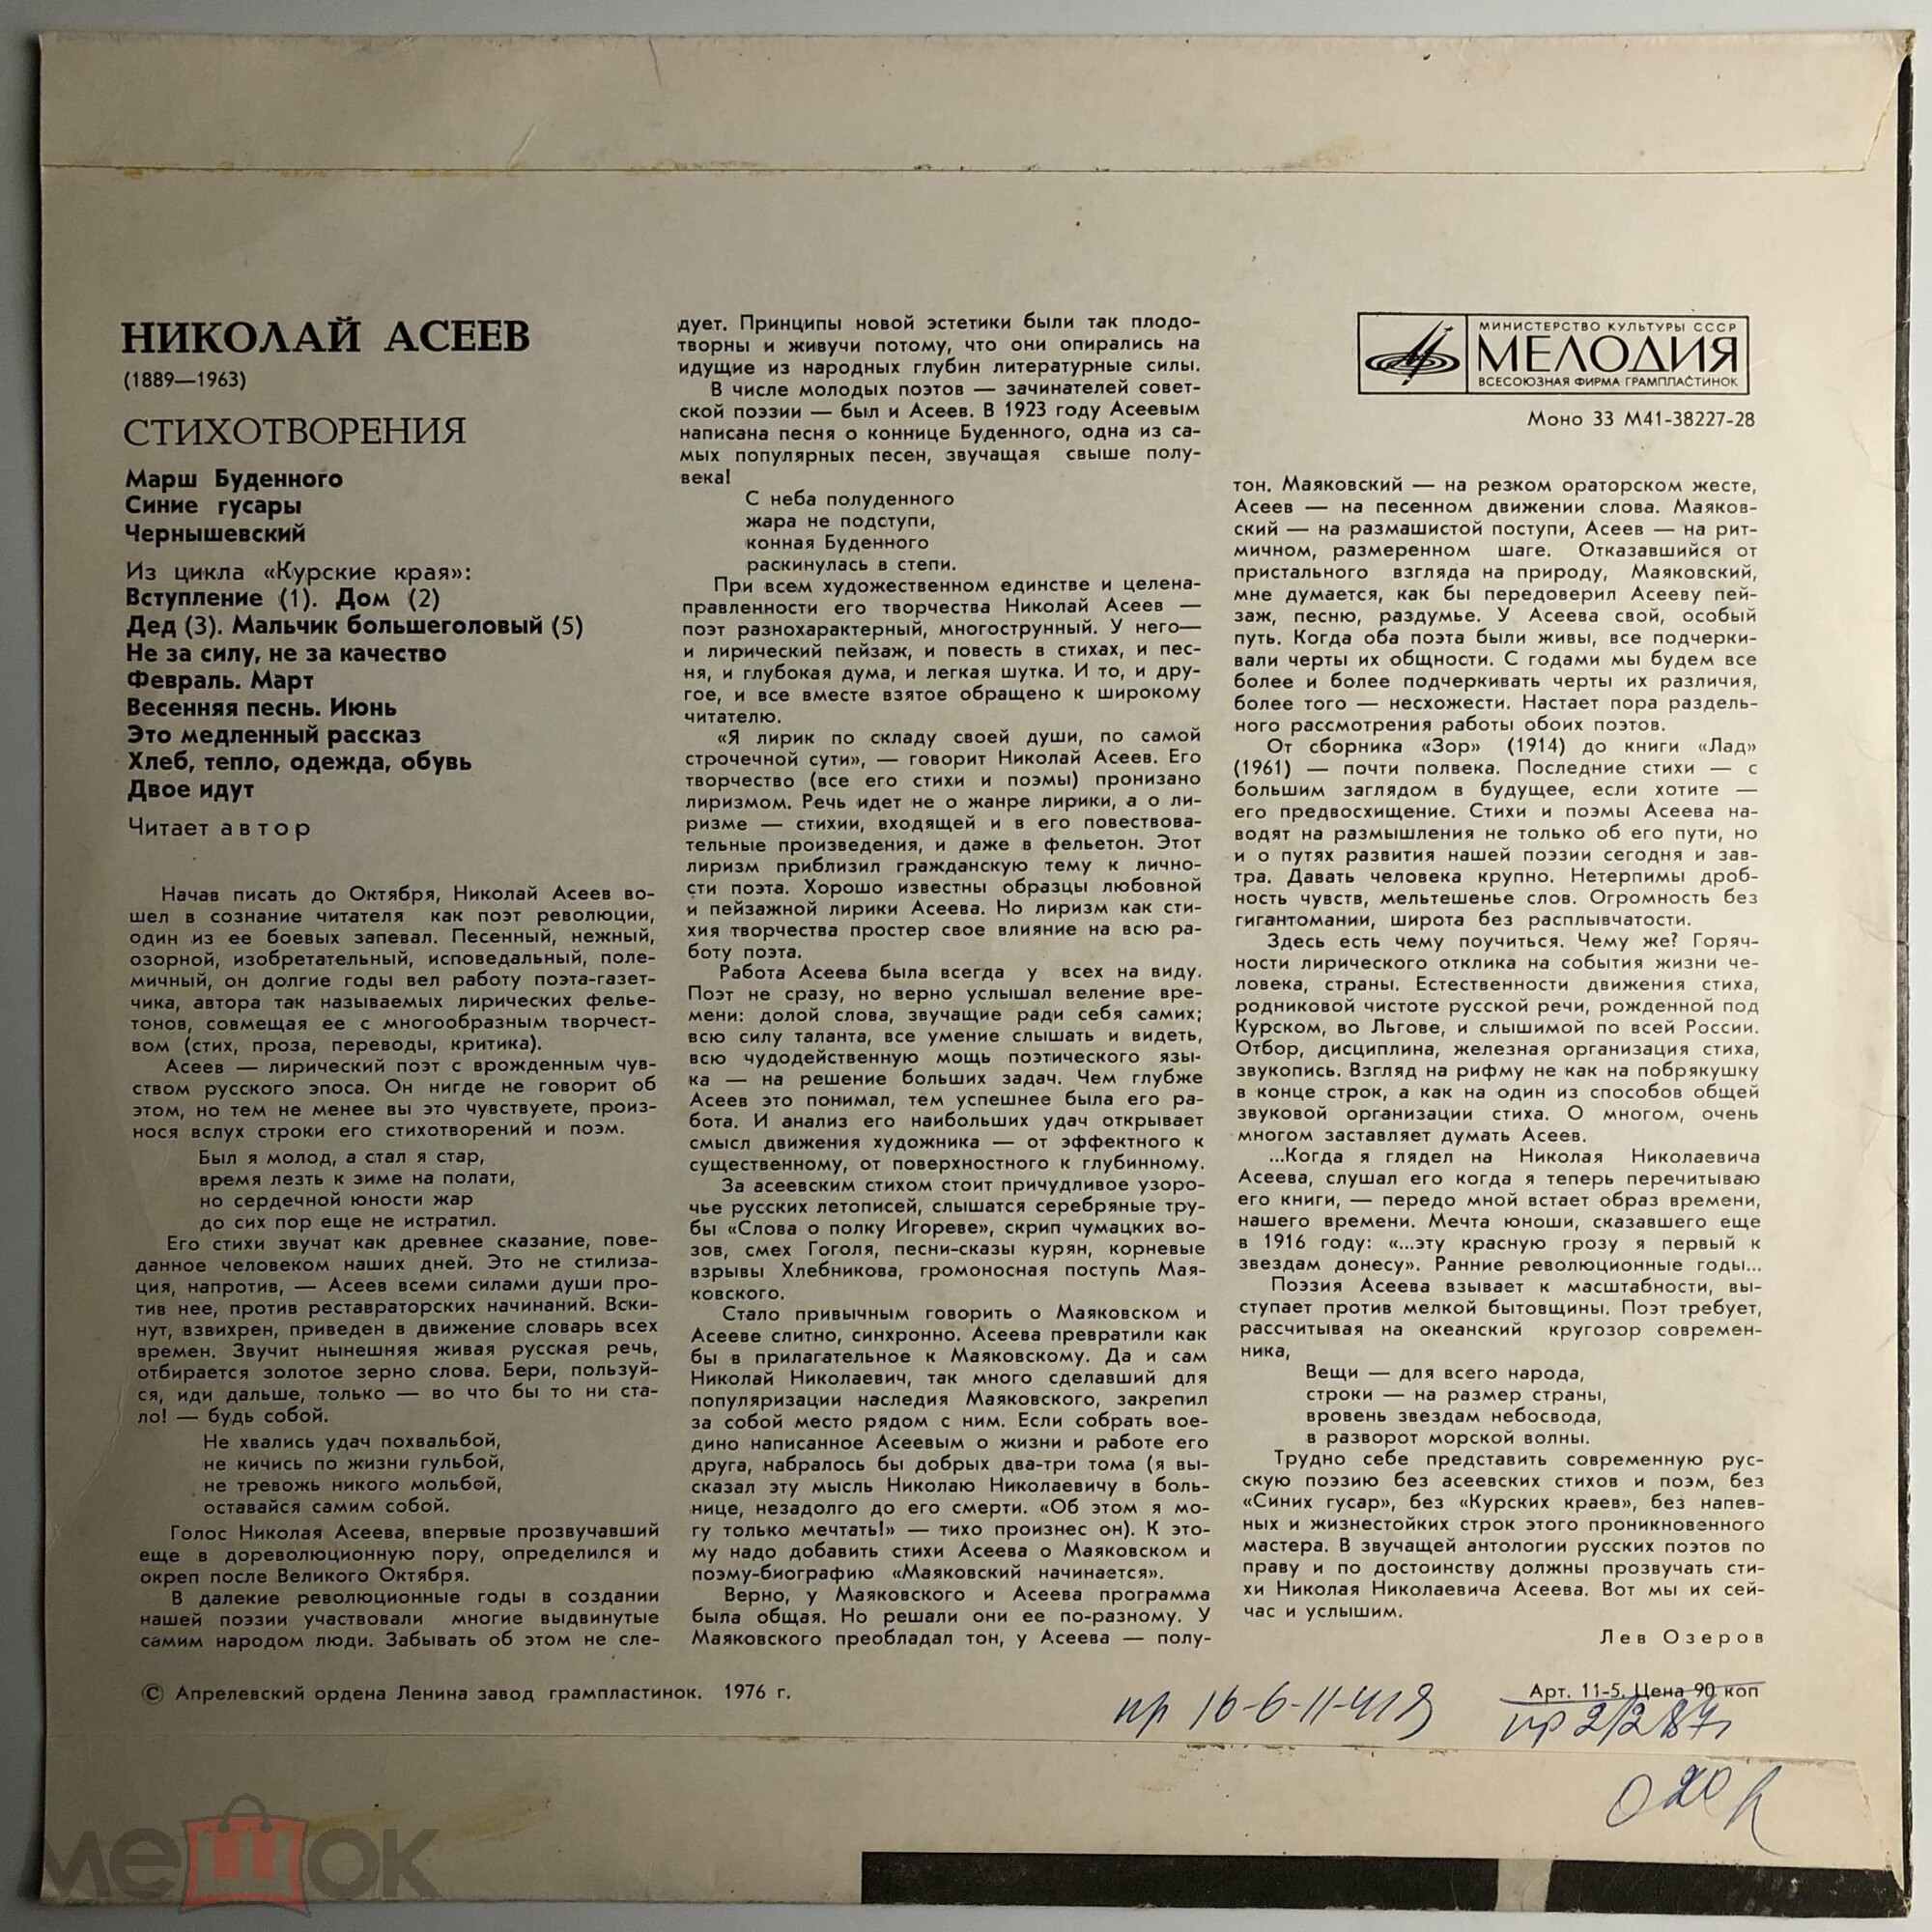 НИКОЛАЙ АСЕЕВ
(1889—1963)
СТИХОТВОРЕНИЯ
Марш Буденного
Синие гусары
Чернышевский
Из цикла «Курские края»:
Вступление (1). Дом (2)
Дед (3). Мальчик большеголовый (5)
Не за силу, не за качество
Февраль. Март
Весенняя песнь. Июнь
Это медленный рассказ
Хлеб, тепло, одежда, обувь
Двое идут
Читает автор
Начав писать до Октября, Николай Асеев во-
шел в сознание читателя как поэт революции,
один из ее боевых запевал. Песенный, нежный,
озорной, изобретательный, исповедальный, поле-
мичный, он долгие годы вел работу поэта-газет-
чика, автора так называемых лирических фелье-
тонов, совмещая ее с многообразным творчест-
вом (стих, проза, переводы, критика).
Асеев — лирический поэт с врожденным чув-
ством русского эпоса. Он нигде не говорит об
этом, но тем не менее вы это чувствуете, произ-
нося вслух строки его стихотворений и поэм.
Был я молод, а стал я стар,
время лезть к зиме на полати,
но сердечной юности жар
до сих пор еще не истратил.
Его стихи звучат как древнее сказание, пове-
данное человеком наших дней. Это не стилиза-
ция, напротив, — Асеев всеми силами души про-
тив нее, против реставраторских начинаний. Вски-
нут, взвихрен, приведен в движение словарь всех
времен. Звучит нынешняя живая русская речь,
отбирается золотое зерно слова. Бери, пользуй-
ся, иди дальше, только — во что бы то ни ста-
ло! — будь собой.
Не хвались удач похвальбой,
не кичись по жизни гульбой,
не тревожь никого мольбой,
оставайся самим собой.
Голос Николая Асеева, впервые прозвучавший
еще в дореволюционную пору, определился и
окреп после Великого Октября.
В далекие революционные годы в создании
нашей поэзии участвовали многие выдвинутые
самим народом люди. Забывать об этом не сле-
дует. Принципы новой эстетики были так плодо-
творны и живучи потому, что они опирались на
идущие из народных глубин литературные силы.
В числе молодых поэтов — зачинателей совет-
ской поэзии — был и Асеев. В 1923 году Асеевым
написана песня о коннице Буденного, одна из са-
мых популярных песен, звучащая свыше полу-
века!
С неба полуденного
жара не подступи,
конная Буденного
раскинулась в степи.
При всем художественном единстве и целена-
правленности его творчества Николай Асеев —
поэт разнохарактерный, многострунный. У него—
и лирический пейзаж, и повесть в стихах, и пес-
ня, и глубокая дума, и легкая шутка. И то, и дру-
гое, и все вместе взятое обращено к широкому
читателю.
«Я лирик по складу своей души, по самой
строчечной сути», — говорит Николай Асеев. Его
творчество (все его стихи и поэмы) пронизано
лиризмом. Речь идет не о жанре лирики, а о ли-
ризме — стихии, входящей и в его повествова-
тельные произведения, и даже в фельетон. Этот
лиризм приблизил гражданскую тему к лично-
сти поэта. Хорошо известны образцы любовной
и пейзажной лирики Асеева. Но лиризм как сти-
хия творчества простер свое влияние на всю ра-
боту поэта.
Работа Асеева была всегда у всех на виду.
Поэт не сразу, но верно услышал веление вре-
мени: долой слова, звучащие ради себя самих;
всю силу таланта, все умение слышать и видеть,
всю чудодейственную мощь поэтического язы-
ка — на решение больших задач. Чем глубже
Асеев это понимал, тем успешнее была его ра-
бота. И анализ его наибольших удач открывает
смысл движения художника — от эффектного к
существенному, от поверхностного к глубинному.
За асеевским стихом стоит причудливое узоро-
чье русских летописей, слышатся серебряные тру-
бы «Слова о полку Игореве», скрип чумацких во-
зов, смех Гоголя, песни-сказы курян, корневые
взрывы Хлебникова, громоносная поступь Мая-
ковского.
Стало привычным говорить о Маяковском и
Асееве слитно, синхронно. Асеева превратили как
бы в прилагательное к Маяковскому. Да и сам
Николай Николаевич, так много сделавший для
популяризации наследия Маяковского, закрепил
за собой место рядом с ним. Если собрать вое-
дино написанное Асеевым о жизни и работе его
друга, набралось бы добрых два-три тома (я вы-
сказал эту мысль Николаю Николаевичу в боль-
нице, незадолго до его смерти. «Об этом я мо-
гу только мечтать!» — тихо произнес он). К это-
му надо добавить стихи Асеева о Маяковском и
поэму-биографию «Маяковский начинается».
Верно, у Маяковского и Асеева программа
была общая. Но решали они ее по-разному. У
Маяковского преобладал тон, у Асеева — полу-
МИНИСТЕРСТВО КУЛЬТУРЫ СССР
МЕЛОДИЯ
ВСЕСОЮЗНАЯ ФИРМА ГРАМПЛАСТИНОК
Моно 33 М41-38227-28
тон. Маяковский — на резком ораторском жесте,
Асеев — на песенном движении слова. Маяков-
ский — на размашистой поступи, Асеев — на рит-
мичном, размеренном шаге. Отказавшийся от
пристального взгляда на природу, Маяковский,
мне думается, как бы передоверил Асееву пей-
заж, песню, раздумье. У Асеева свой, особый
путь. Когда оба поэта были живы, все подчерки-
вали черты их общности. С годами мы будем все
более и более подчеркивать черты их различия,
более того — несхожести. Настает пора раздель-
ного рассмотрения работы обоих поэтов.
От сборника «Зор» (1914) до книги «Лад»
(1961) — почти полвека. Последние стихи — с
большим заглядом в будущее, если хотите —
его предвосхищение. Стихи и поэмы Асеева на-
водят на размышления не только об его пути, но
и о путях развития нашей поэзии сегодня и зав-
тра. Давать человека крупно. Нетерпимы дроб-
ность чувств, мельтешенье слов. Огромность без
гигантомании, широта без расплывчатости.
Здесь есть чему поучиться. Чему же? Горяч-
ности лирического отклика на события жизни че-
ловека, страны. Естественности движения стиха,
родниковой чистоте русской речи, рожденной под
Курском, во Льгове, и слышимой по всей России.
Отбор, дисциплина, железная организация стиха,
звукопись. Взгляд на рифму не как на побрякушку
в конце строк, а как на один из способов общей
звуковой организации стиха. О многом, очень
многом заставляет думать Асеев.
...Когда я глядел на Николая Николаевича
Асеева, слушал его когда я теперь перечитываю
его книги, — передо мной встает образ времени,
нашего времени. Мечта юноши, сказавшего еще
в 1916 году: «...эту красную грозу я первый к
звездам донесу». Ранние революционные годы...
Поэзия Асеева взывает к масштабности, вы-
ступает против мелкой бытовщины. Поэт требует,
рассчитывая на океанский кругозор современ-
ника,
Вещи — для всего народа,
строки — на размер страны,
вровень звездам небосвода,
в разворот морской волны.
Трудно себе представить современную рус-
скую поэзию без асеевских стихов и поэм, без
«Синих гусар», без «Курских краев», без напев-
ных и жизнестойких строк этого проникновенного
мастера. В звучащей антологии русских поэтов по
праву и по достоинству должны прозвучать сти-
хи Николая Николаевича Асеева. Вот мы их сей-
час и услышим.
Лев Озеров
© Апрелевский ордена Ленина завод грампластинок. 1976 г.
Арт. 11-5. Цена 90 коп
пр 16-6-11-419
мешок